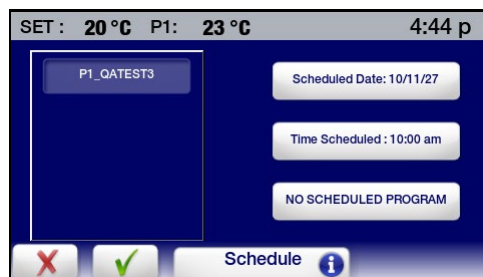 SET : 20 °C P1: 23 °C 4:44 p
P1_QATEST3
Scheduled Date: 10/11/27
Time Scheduled : 10:00 am
NO SCHEDULED PROGRAM
Schedule i